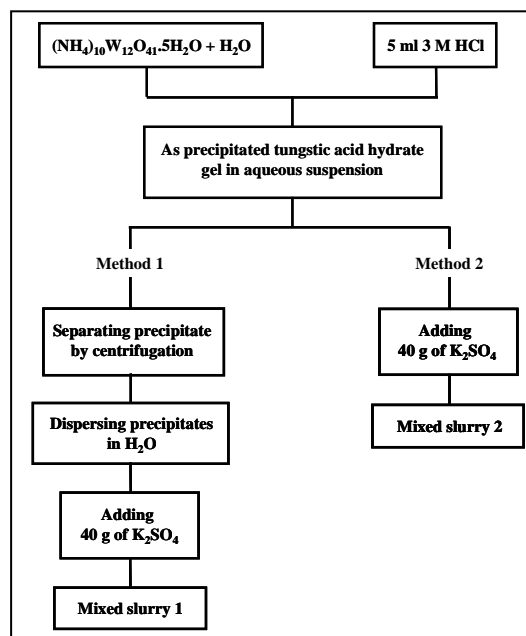 (NH₄)₁₀W₁₂O₄₁.5H₂O + H₂O
5 ml 3 M HCl
As precipitated tungstic acid hydrate
gel in aqueous suspension
Method 1
Method 2
Separating precipitate
by centrifugation
Adding
40 g of K₂SO₄
Dispersing precipitates
in H₂O
Mixed slurry 2
Adding
40 g of K₂SO₄
Mixed slurry 1